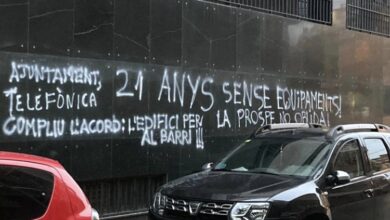 AJUNTAMENT,
TELEFÒNICA
COMPLIU L'ACORD: L'EDIFICI PER
AL BARRI !!!
21 ANYS SENSE EQUIPAMENTS!
LA PROSPE NO OBLIDA!